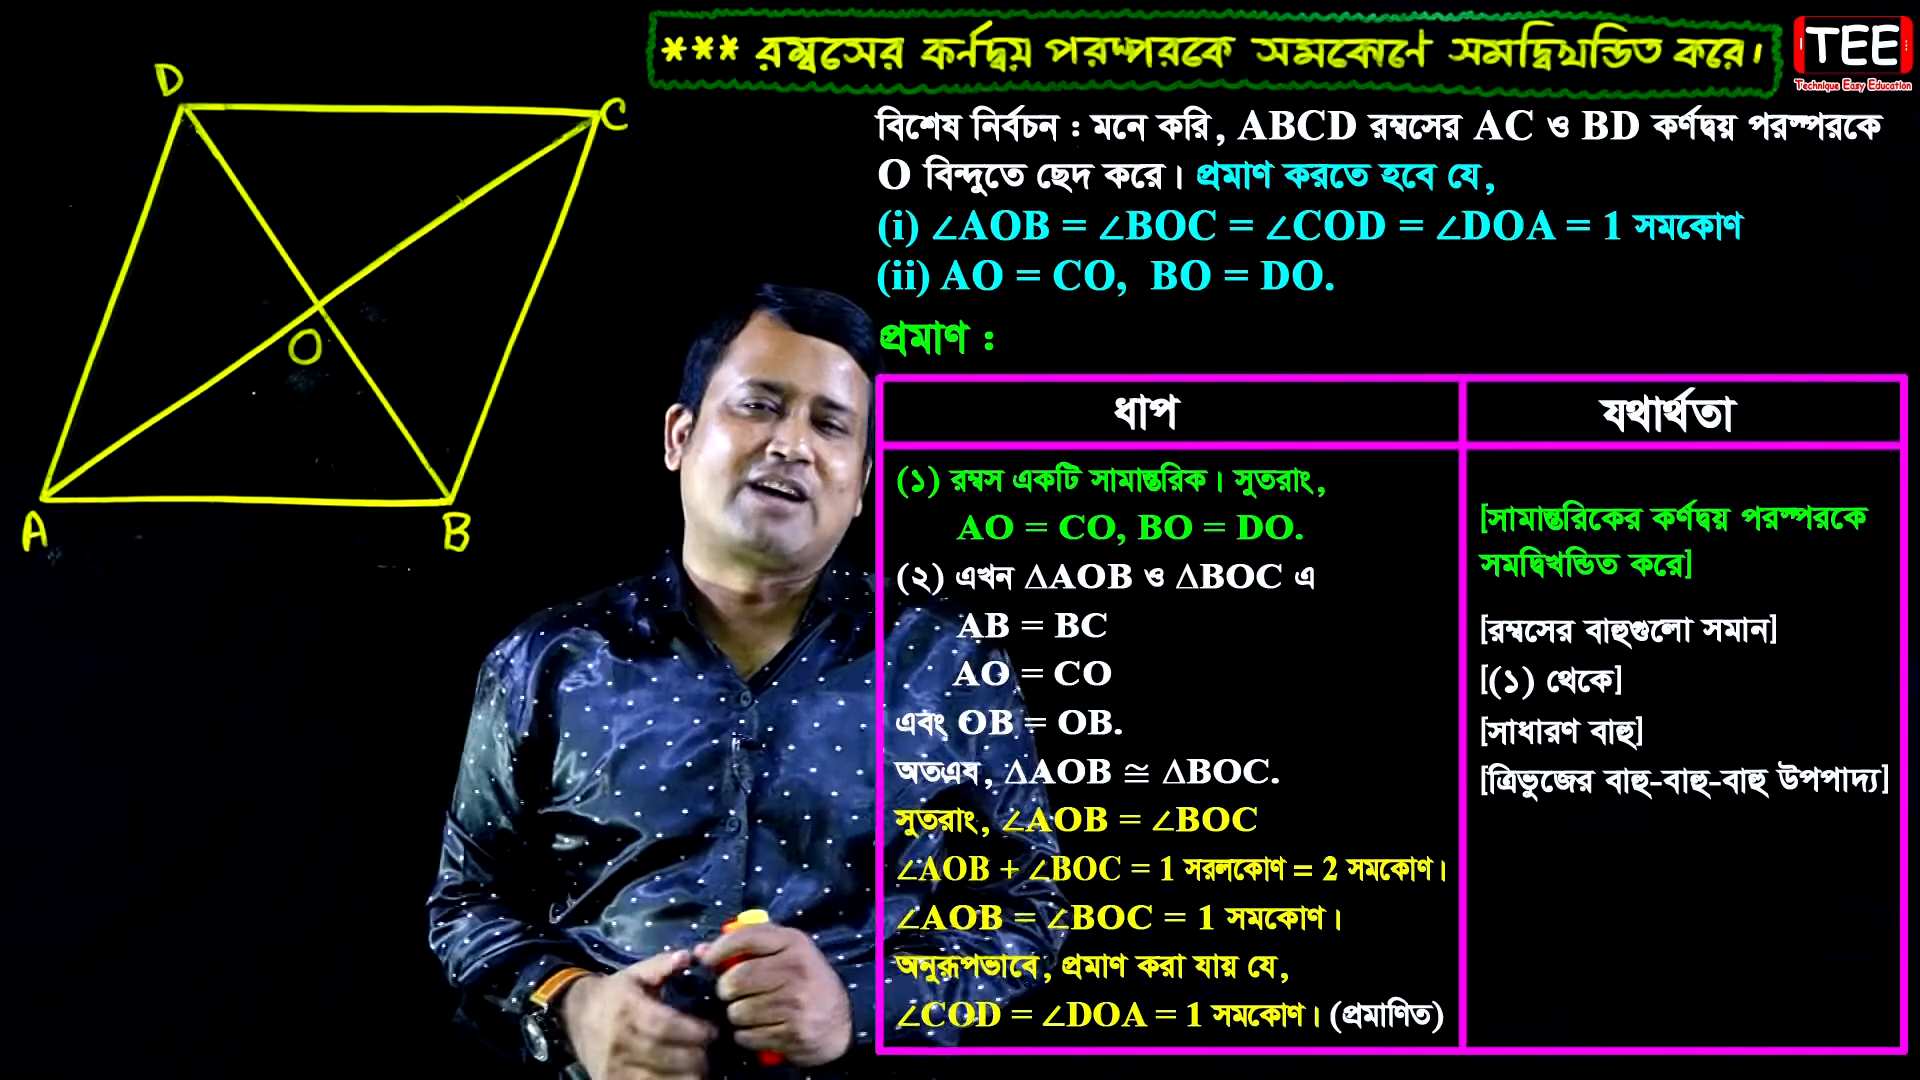 *** রম্বসের কর্ণদ্বয় পরষ্পরকে সমকোণে সমদ্বিখন্ডিত করে।
TEE
Technique Easy Education
D
C
O
A
B
বিশেষ নির্বচন : মনে করি, ABCD রম্বসের AC ও BD কর্ণদ্বয় পরস্পরকে
O বিন্দুতে ছেদ করে। প্রমাণ করতে হবে যে,
(i) ∠AOB = ∠BOC = ∠COD = ∠DOA = 1 সমকোণ
(ii) AO = CO, BO = DO.
প্রমাণ :
ধাপ
(১) রম্বস একটি সামান্তরিক। সুতরাং,
AO = CO, BO = DO.
(২) এখন ΔAOB ও ΔBOC এ
AB = BC
AO = CO
এবং OB = OB.
অতএব, ΔAOB ≅ ΔBOC.
সুতরাং, ∠AOB = ∠BOC
∠AOB + ∠BOC = 1 সরলকোণ = 2 সমকোণ।
∠AOB = ∠BOC = 1 সমকোণ।
অনুরূপভাবে, প্রমাণ করা যায় যে,
∠COD = ∠DOA = 1 সমকোণ। (প্রমাণিত)
যথার্থতা
[সামান্তরিকের কর্ণদ্বয় পরস্পরকে
সমদ্বিখন্ডিত করে]
[রম্বসের বাহুগুলো সমান]
[(১) থেকে]
[সাধারণ বাহু]
[ত্রিভুজের বাহু-বাহু-বাহু উপপাদ্য]